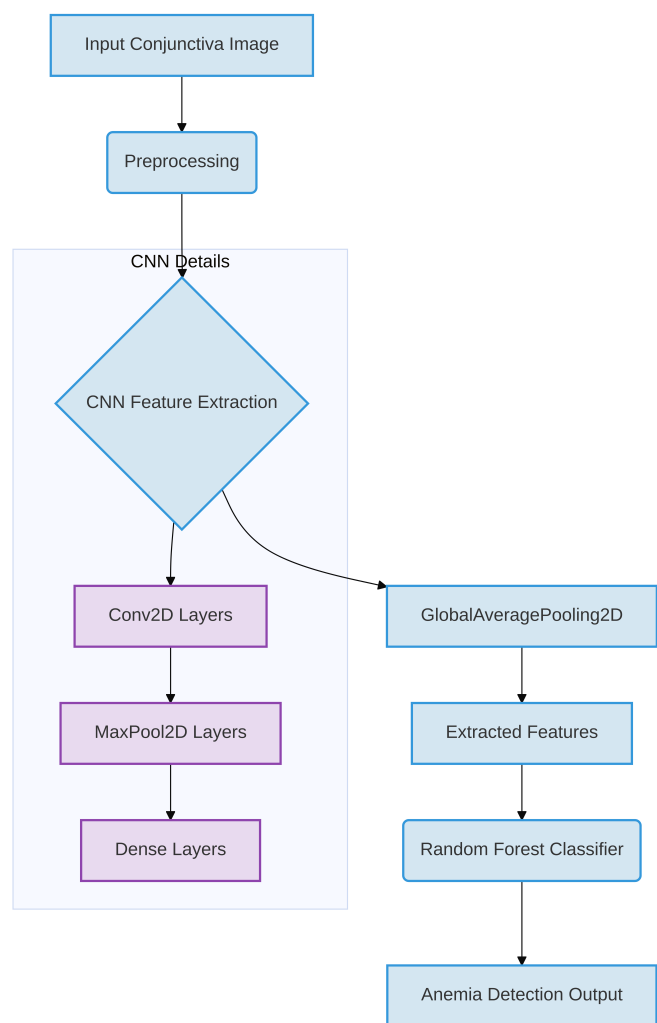 Input Conjunctiva Image
Preprocessing
CNN Details
CNN Feature Extraction
Conv2D Layers
GlobalAveragePooling2D
MaxPool2D Layers
Extracted Features
Dense Layers
Random Forest Classifier
Anemia Detection Output